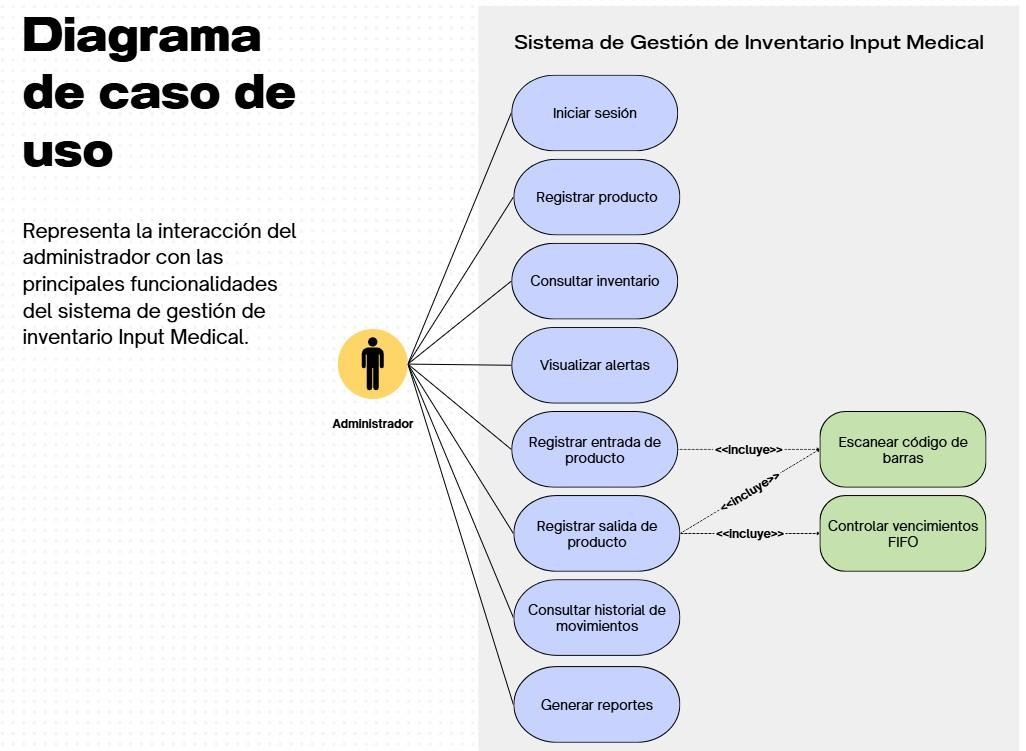 Diagrama
de caso de
uso
Representa la interacción del
administrador con las
principales funcionalidades
del sistema de gestión de
inventario Input Medical.
Administrador
Sistema de Gestión de Inventario Input Medical
Iniciar sesión
Registrar producto
Consultar inventario
Visualizar alertas
Registrar entrada de
producto
<<incluye>>
Escanear código de
barras
<<incluye>>
Registrar salida de
producto
<<incluye>>
Controlar vencimientos
FIFO
Consultar historial de
movimientos
Generar reportes